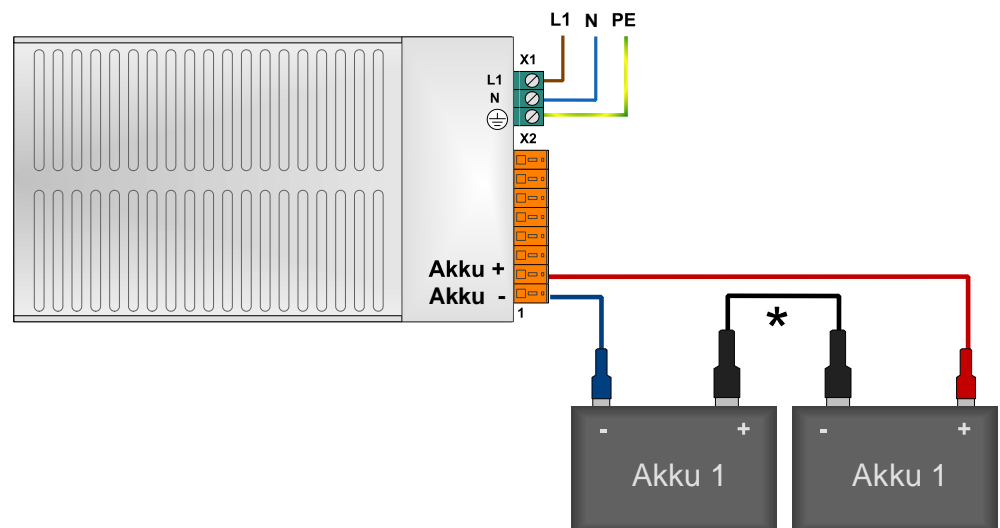 L1 N PE
X1
L1
N
X2
Akku +
Akku -
1
*
- + - +
Akku 1 Akku 1